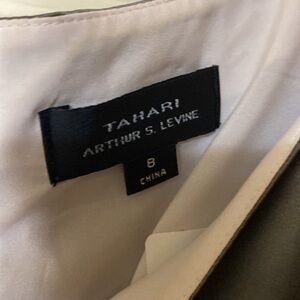 TAHARI
ARTHUR S. LEVINE
8
CHINA